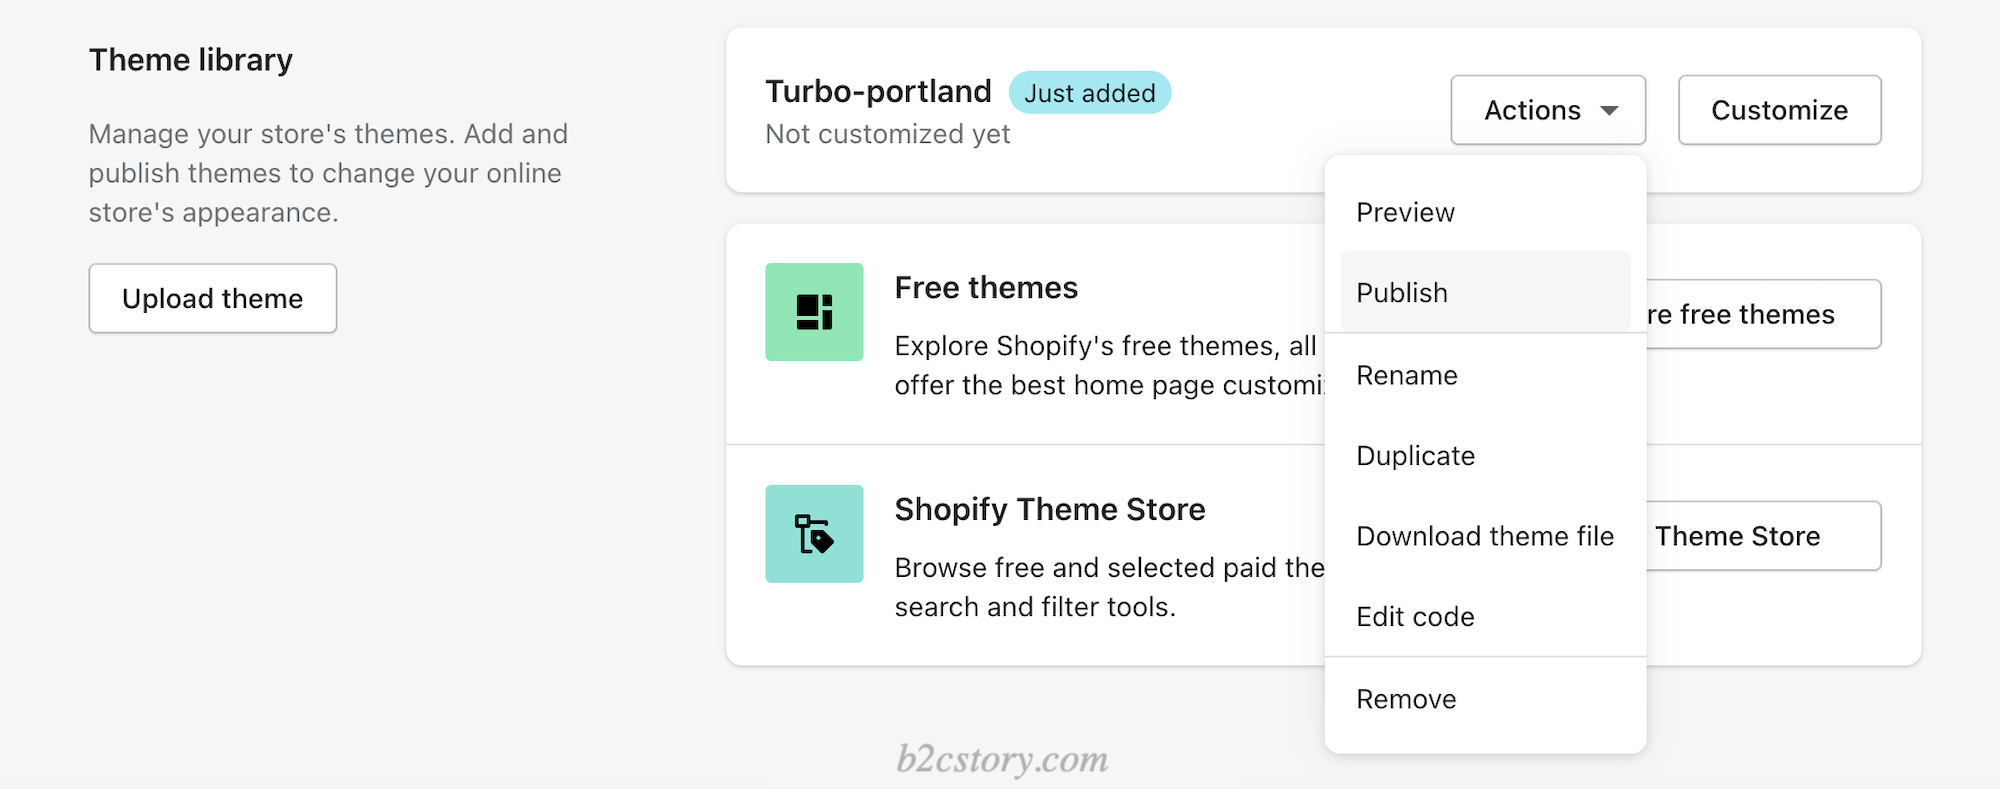 Theme library
Manage your store's themes. Add and
publish themes to change your online
store's appearance.
Upload theme
Turbo-portland
Just added
Not customized yet
Actions
Customize
Preview
Publish
Rename
Duplicate
Download theme file
Edit code
Remove
Free themes
Explore Shopify's free themes, all
offer the best home page
free themes
Shopify Theme Store
Browse free and selected paid
search and filter tools.
Theme Store
b2cstory.com